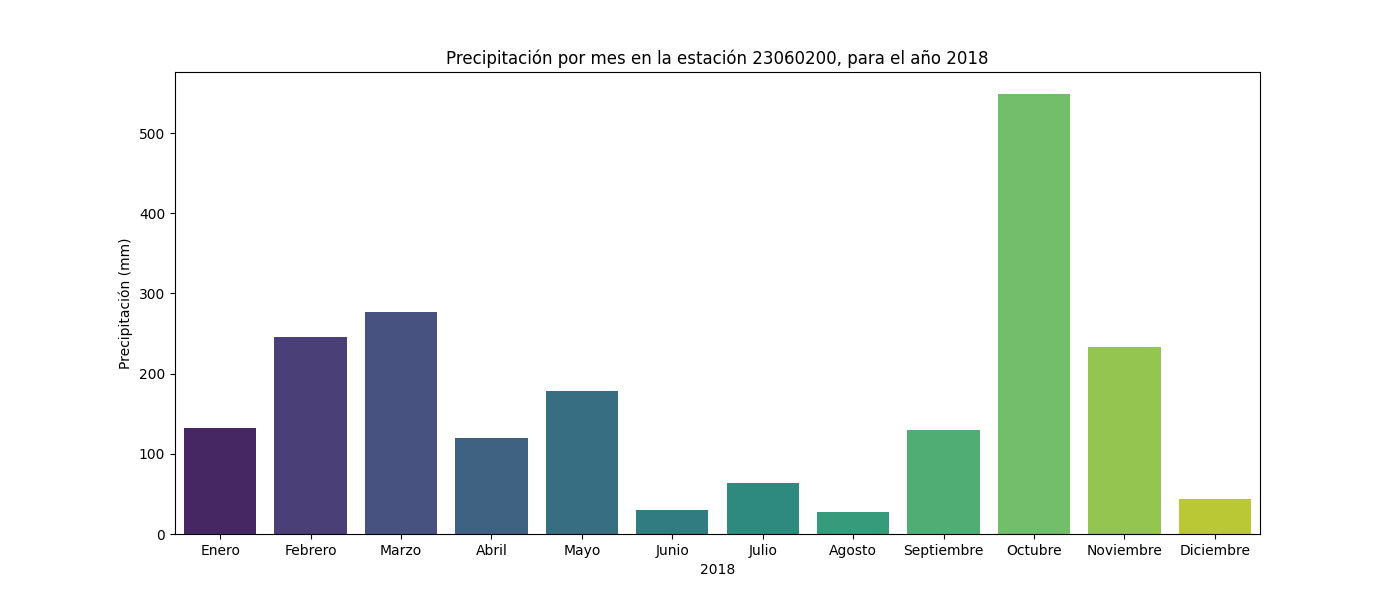 Precipitación por mes en la estación 23060200, para el año 2018
Precipitación (mm)
500
400
300
200
100
0
Enero Febrero Marzo Abril Mayo Junio Julio Agosto Septiembre Octubre Noviembre Diciembre
2018